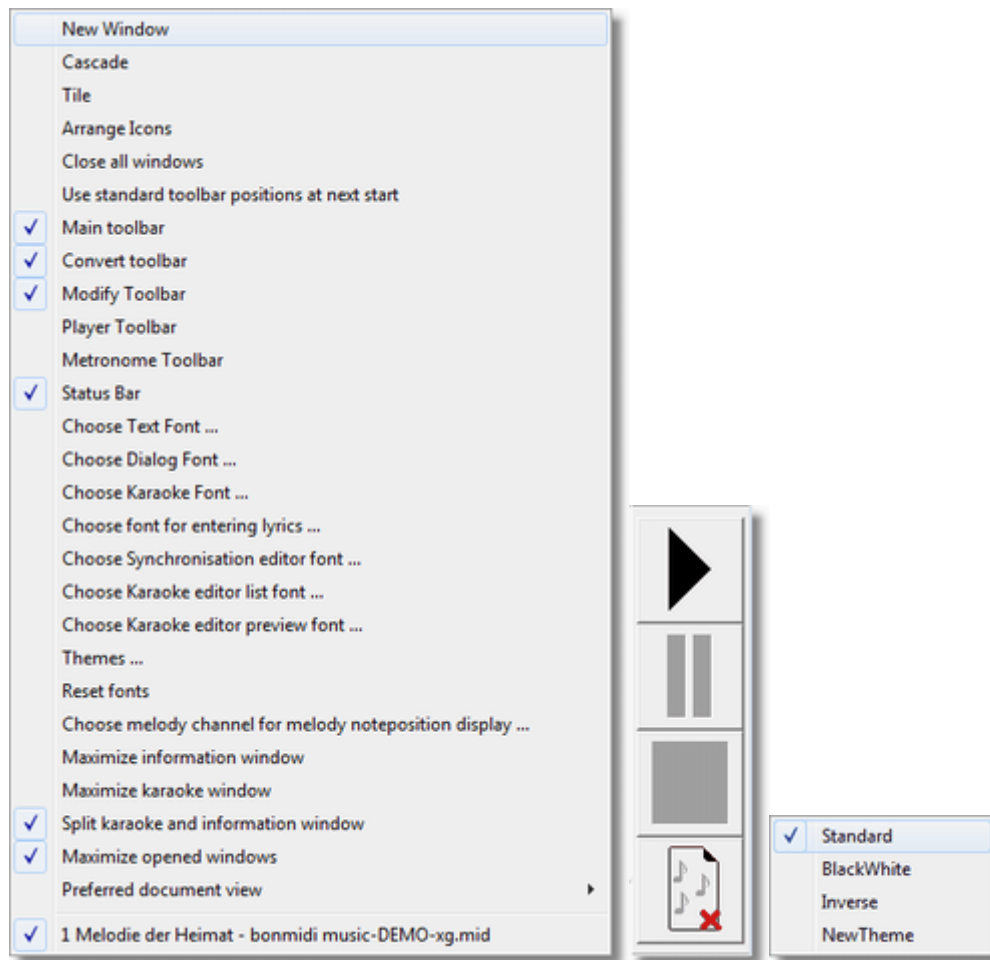 New Window
Cascade
Tile
Arrange Icons
Close all windows
Use standard toolbar positions at next start
Main toolbar
Convert toolbar
Modify Toolbar
Player Toolbar
Metronome Toolbar
Status Bar
Choose Text Font ...
Choose Dialog Font ...
Choose Karaoke Font ...
Choose font for entering lyrics ...
Choose Synchronisation editor font ...
Choose Karaoke editor list font ...
Choose Karaoke editor preview font ...
Themes ...
Reset fonts
Choose melody channel for melody noteposition display ...
Maximize information window
Maximize karaoke window
Split karaoke and information window
Maximize opened windows
Preferred document view
1 Melodie der Heimat - bonmidi music-DEMO-xg.mid
Standard
BlackWhite
Inverse
NewTheme